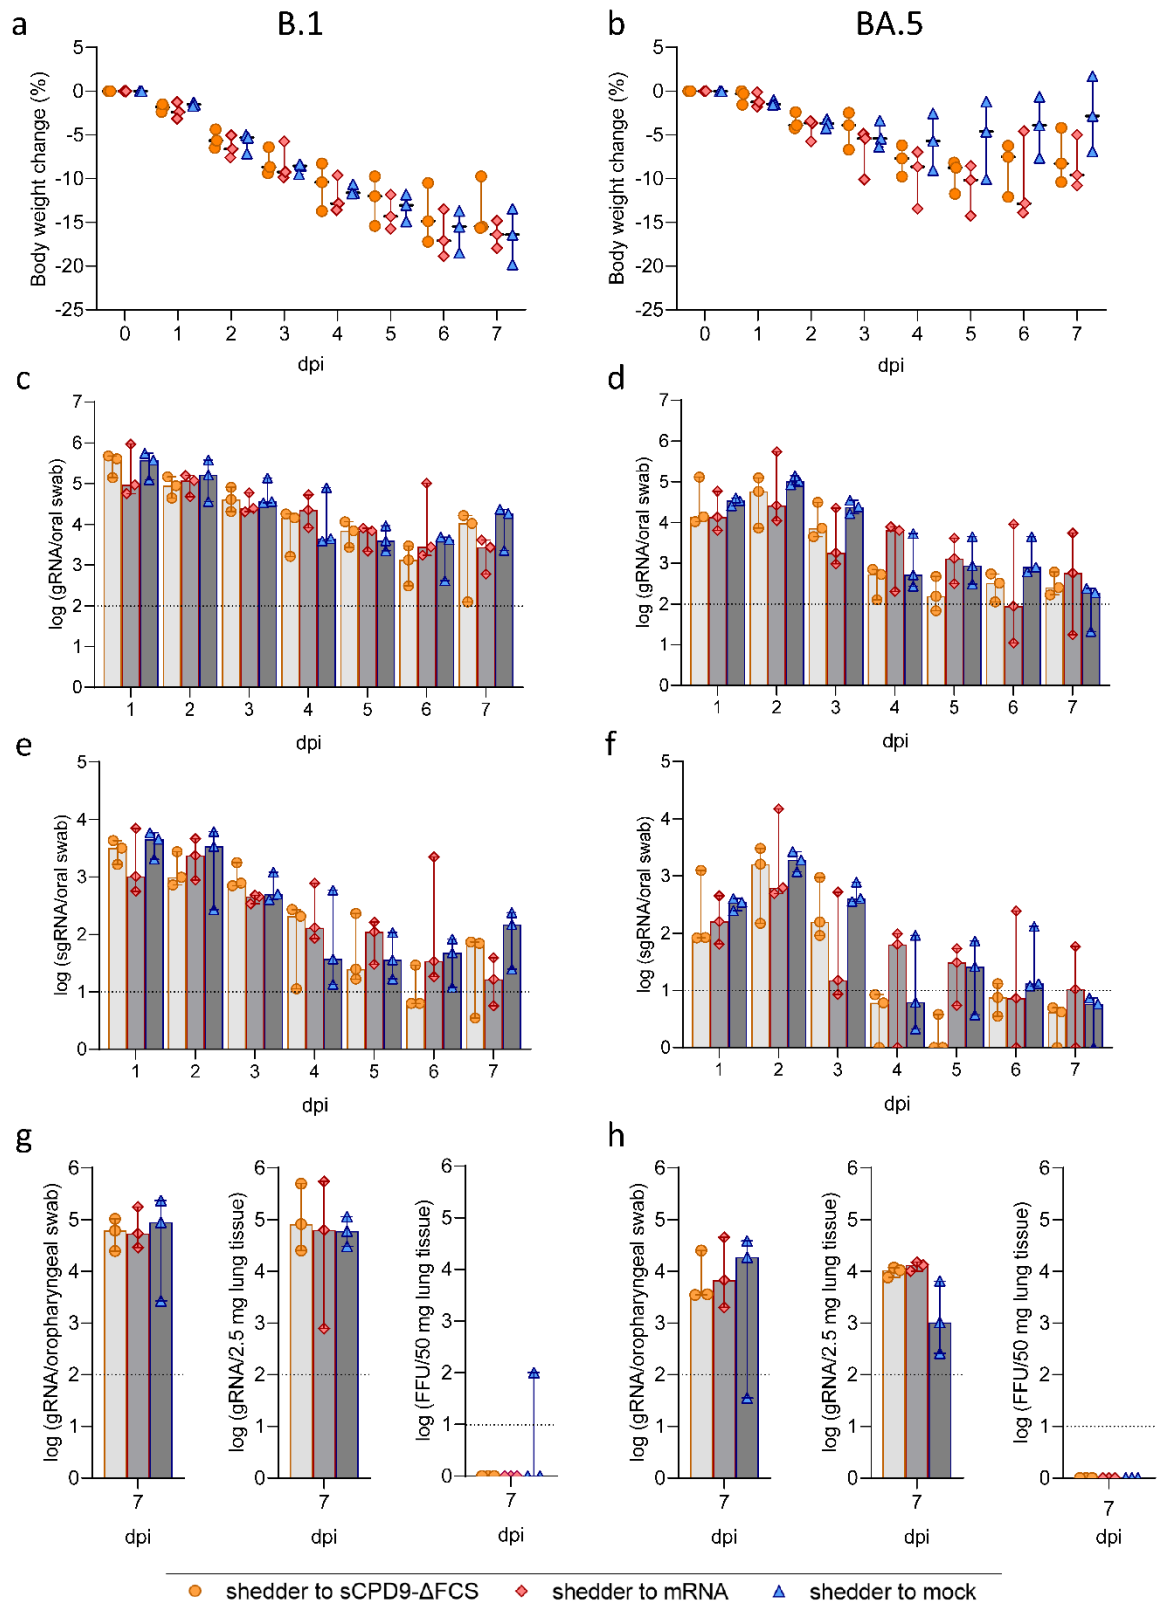 a
B.1
b
BA.5
Body weight change (%)
5
0
-5
-10
-15
-20
-25
0 1 2 3 4 5 6 7
dpi
Body weight change (%)
5
0
-5
-10
-15
-20
-25
0 1 2 3 4 5 6 7
dpi
c
log (gRNA/oral swab)
7
6
5
4
3
2
1
0
1 2 3 4 5 6 7
dpi
d
log (gRNA/oral swab)
7
6
5
4
3
2
1
0
1 2 3 4 5 6 7
dpi
e
log (sgRNA/oral swab)
5
4
3
2
1
0
1 2 3 4 5 6 7
dpi
f
log (sgRNA/oral swab)
5
4
3
2
1
0
1 2 3 4 5 6 7
dpi
g
log (gRNA/oropharyngeal swab)
6
5
4
3
2
1
0
7
dpi
log (gRNA/2.5 mg lung tissue)
6
5
4
3
2
1
0
7
dpi
log (FFU/50 mg lung tissue)
6
5
4
3
2
1
0
7
dpi
h
log (gRNA/oropharyngeal swab)
6
5
4
3
2
1
0
7
dpi
log (gRNA/2.5 mg lung tissue)
6
5
4
3
2
1
0
7
dpi
log (FFU/50 mg lung tissue)
6
5
4
3
2
1
0
7
dpi
shedder to sCPD9-ΔFCS shedder to mRNA shedder to mock